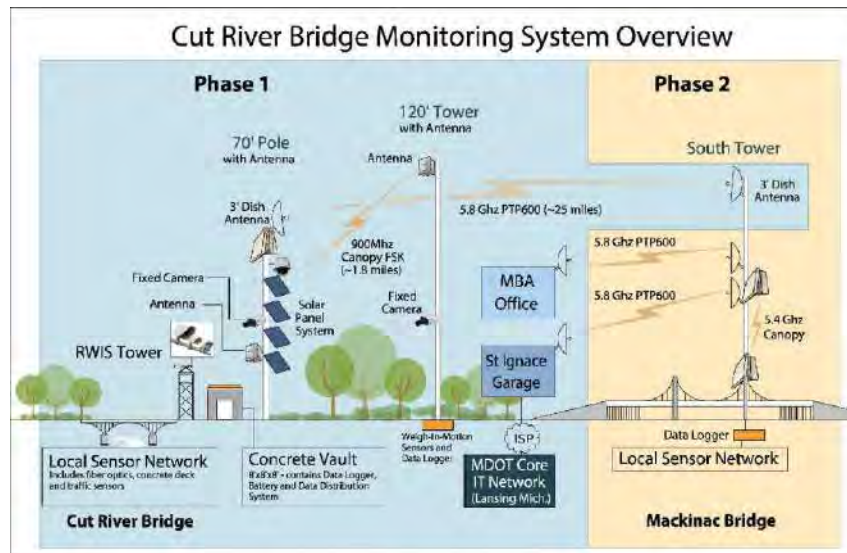 Cut River Bridge Monitoring System Overview
Phase 1
Phase 2
120' Tower
with Antenna
70' Pole
with Antenna
South Tower
Antenna
3' Dish
Antenna
3' Dish
Antenna
5.8 Ghz PTP600 (~25 miles)
900Mhz
Canopy FSK
(~1.8 miles)
5.8 Ghz PTP600
Fixed Camera
MBA
Office
5.8 Ghz PTP600
Antenna
Solar
Panel
System
Fixed
Camera
5.4 Ghz
Canopy
RWIS Tower
St Ignace
Garage
Weigh-In-Motion
Sensors and
Data Logger
ISP
Data Logger
Local Sensor Network
Includes fiber optics, concrete deck
and traffic sensors
Concrete Vault
8'x8'x8' - contains Data Logger,
Battery and Data Distribution
System
MDOT Core
IT Network
(Lansing Mich.)
Local Sensor Network
Cut River Bridge
Mackinac Bridge